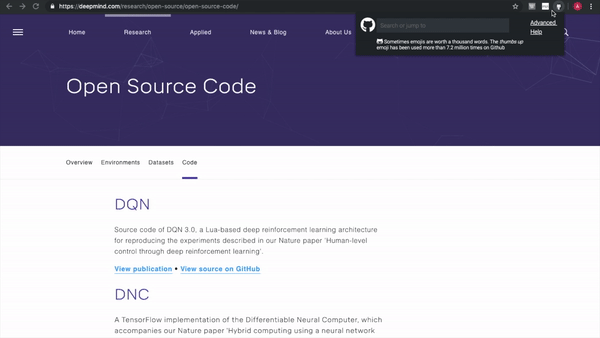 https://deepmind.com/research/open-source/open-source-code/
A
Search or jump to
Advanced
Help
Sometimes emojis are worth a thousand words. The thumbs up
emoji has been used more than 7.2 million times on Github
Home
Research
Applied
News & Blog
About Us
Open Source Code
Overview
Environments
Datasets
Code
DQN
Source code of DQN 3.0, a Lua-based deep reinforcement learning architecture
for reproducing the experiments described in our Nature paper 'Human-level
control through deep reinforcement learning'.
View publication • View source on GitHub
DNC
A TensorFlow implementation of the Differentiable Neural Computer, which
accompanies our Nature paper 'Hybrid computing using a neural network